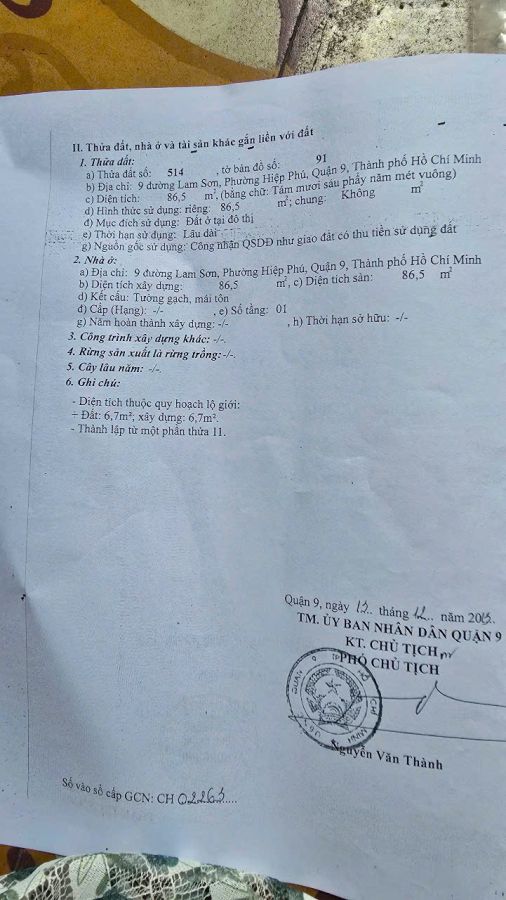 II. Thửa đất, nhà ở và tài sản khác gắn liền với đất
1. Thửa đất:
a) Thửa đất số: 514 , tờ bản đồ số: 91
b) Địa chỉ: 9 đường Lam Sơn, Phường Hiệp Phú, Quận 9, Thành phố Hồ Chí Minh
c) Diện tích: 86,5 m², (bằng chữ: Tám mươi sáu phẩy năm mét vuông)
d) Hình thức sử dụng: riêng: 86,5 m²; chung: Không m²
đ) Mục đích sử dụng: Đất ở tại đô thị
e) Thời hạn sử dụng: Lâu dài
g) Nguồn gốc sử dụng: Công nhận QSDĐ như giao đất có thu tiền sử dụng đất
2. Nhà ở:
a) Địa chỉ: 9 đường Lam Sơn, Phường Hiệp Phú, Quận 9, Thành phố Hồ Chí Minh
b) Diện tích xây dựng: 86,5 m², c) Diện tích sàn: 86,5 m²
d) Kết cấu: Tường gạch, mái tôn
đ) Cấp (Hạng): -/- , e) Số tầng: 01
g) Năm hoàn thành xây dựng: -/- , h) Thời hạn sở hữu: -/-
3. Công trình xây dựng khác: -/-.
4. Rừng sản xuất là rừng trồng:-/-.
5. Cây lâu năm: -/-.
6. Ghi chú:
- Diện tích thuộc quy hoạch lộ giới:
+ Đất: 6,7m²; xây dựng: 6,7m².
- Thành lập từ một phần thửa 11.
Quận 9, ngày 13.. tháng 12.. năm 2013.
TM. ỦY BAN NHÂN DÂN QUẬN 9
KT. CHỦ TỊCH
PHÓ CHỦ TỊCH
Nguyễn Văn Thành
Số vào sổ cấp GCN: CH 02263....